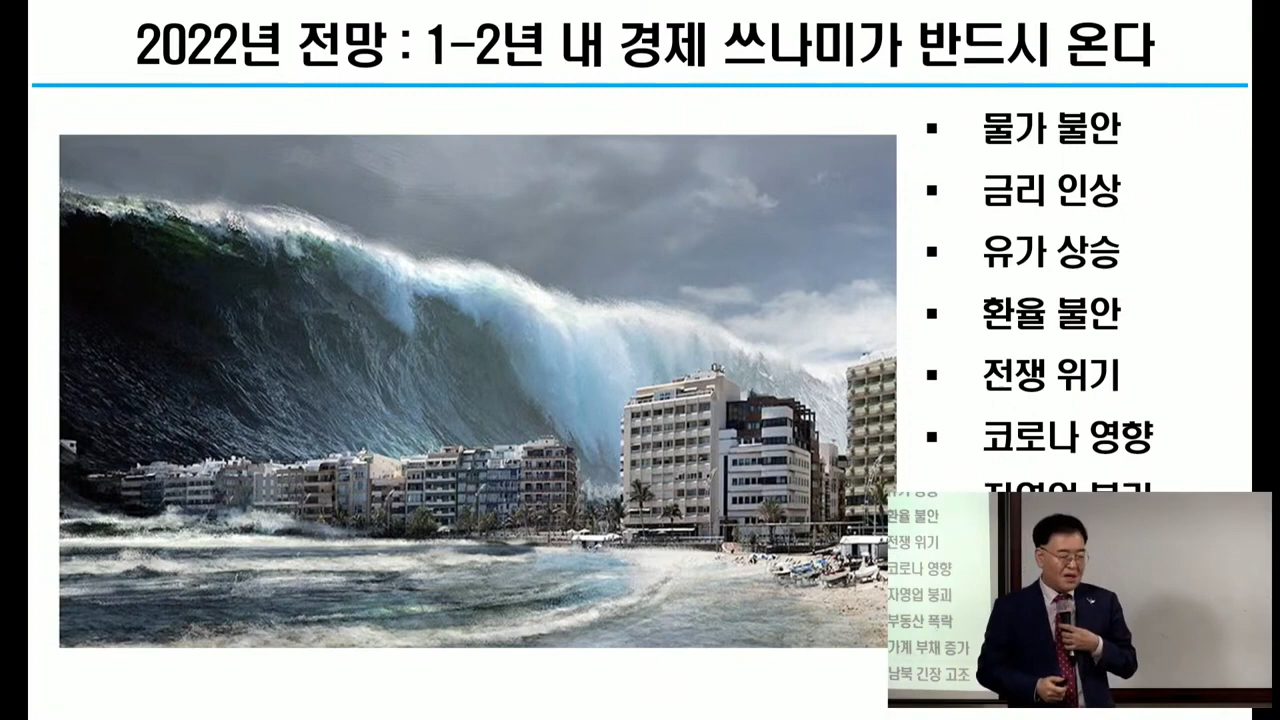 2022년 전망 : 1-2년 내 경제 쓰나미가 반드시 온다
▪ 물가 불안
▪ 금리 인상
▪ 유가 상승
▪ 환율 불안
▪ 전쟁 위기
▪ 코로나 영향
환율 불안
전쟁 위기
코로나 영향
자영업 붕괴
부동산 폭락
가계 부채 증가
남북 긴장 고조